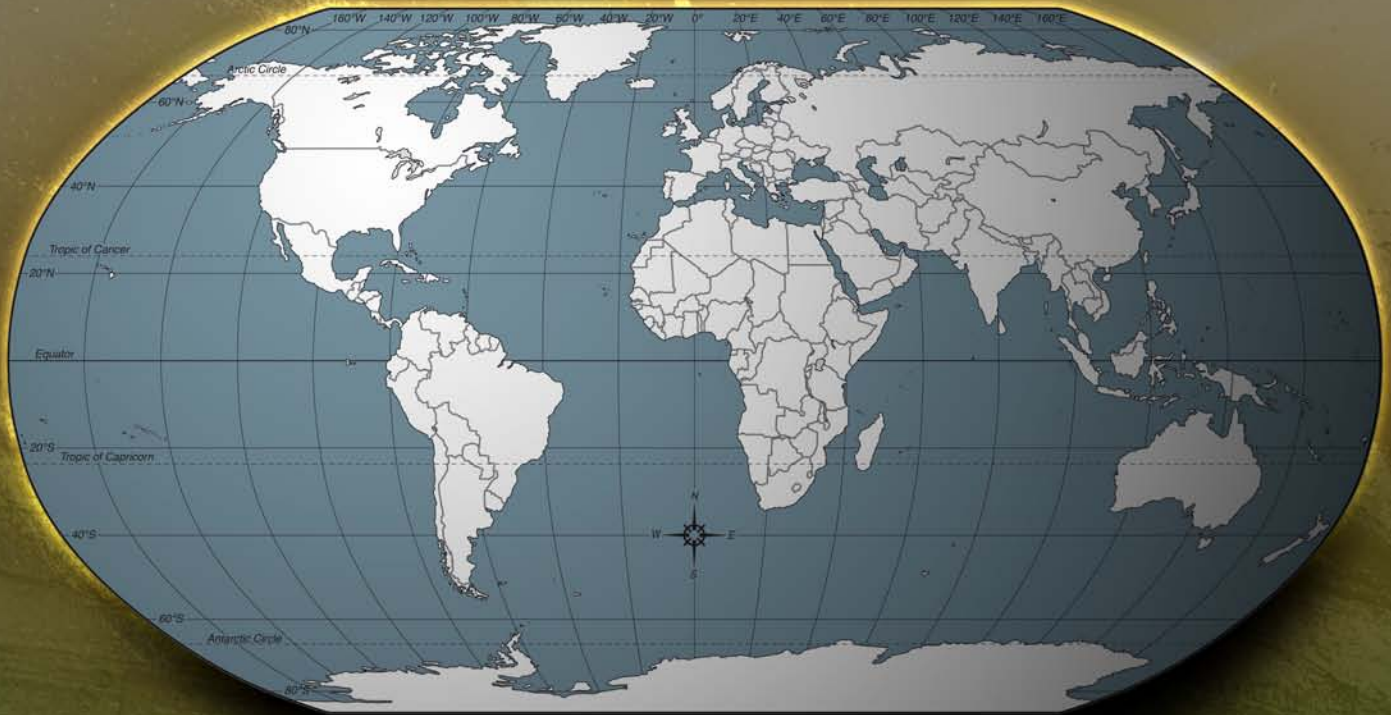 160°W 140°W 120°W 100°W 80°W 60°W 40°W 20°W 0° 20°E 40°E 60°E 80°E 100°E 120°E 140°E 160°E
80°N
Arctic Circle
60°N
40°N
Tropic of Cancer
20°N
Equator
20°S
Tropic of Capricorn
N
40°S
W E
S
60°S
Antarctic Circle
80°S